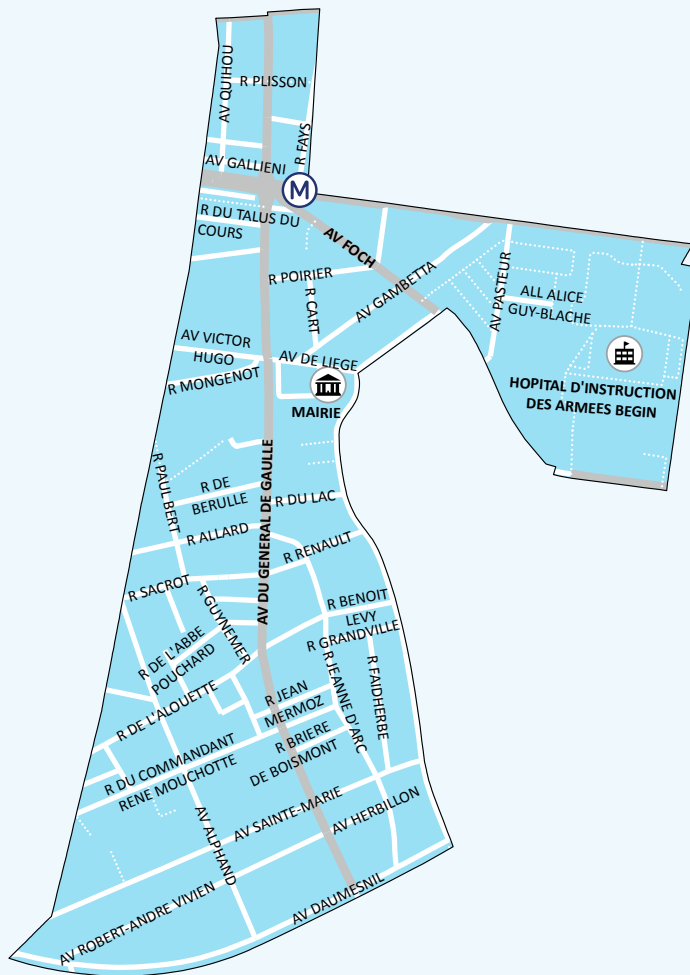 AV QUIHOU
R PLISSON
R FAYS
AV GALLIENI
M
R DU TALUS DU
COURS
AV FOCH
R POIRIER
R CART
AV GAMBETTA
AV PASTEUR
ALL ALICE
GUY-BLACHE
AV VICTOR
HUGO
AV DE LIEGE
R MONGENOT
MAIRIE
HOPITAL D'INSTRUCTION
DES ARMEES BEGIN
R PAUL BERT
R DE
BERULLE
R DU LAC
AV DU GENERAL DE GAULLE
R ALLARD
R RENAULT
R SACROT
R GUYNEMER
R BENOIT
LEVY
R GRANDVILLE
R DE L'ABBE
POUCHARD
R JEANNE D'ARC
R FAIDHERBE
R DE L'ALOUETTE
R JEAN
MERMOZ
R BRIERE
DE BOISMONT
R DU COMMANDANT
RENE MOUCHOTTE
AV SAINTE-MARIE
AV HERBILLON
AV ALPHAND
AV ROBERT-ANDRE VIVIEN
AV DAUMESNIL